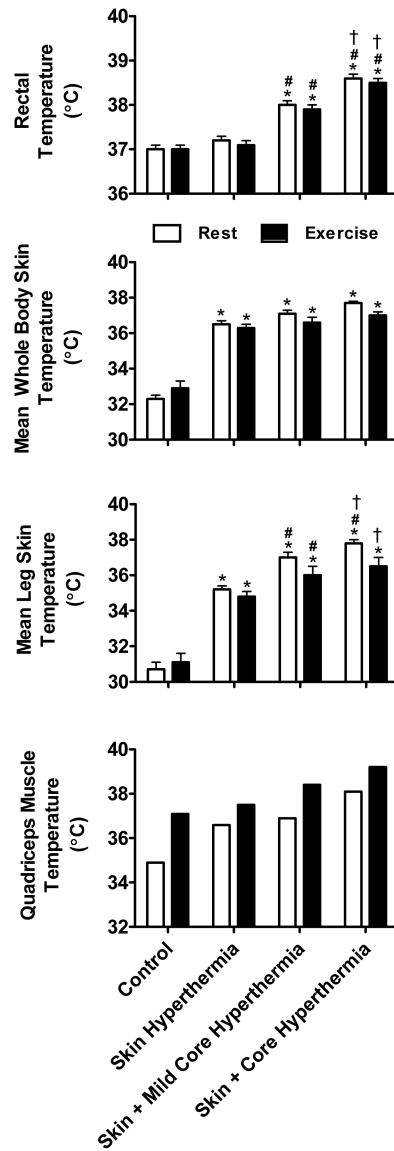 Rectal
Temperature
(°C)
40
39
38
37
36
†
#
*
†
#
*
#
*
#
*
Rest
Exercise
Mean Whole Body Skin
Temperature
(°C)
40
38
36
34
32
30
*
*
*
*
*
*
Mean Leg Skin
Temperature
(°C)
40
38
36
34
32
30
†
#
*
†
*
#
*
#
*
*
*
Quadriceps Muscle
Temperature
(°C)
40
38
36
34
32
Control
Skin Hyperthermia
Skin + Mild Core Hyperthermia
Skin + Core Hyperthermia